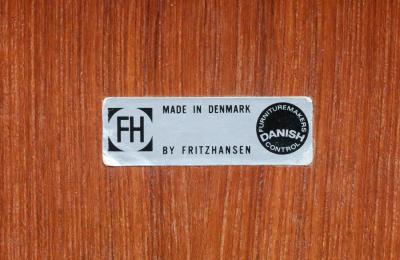 FH
MADE IN DENMARK
BY FRITZHANSEN
FURNITUREMAKERS
DANISH
CONTROL